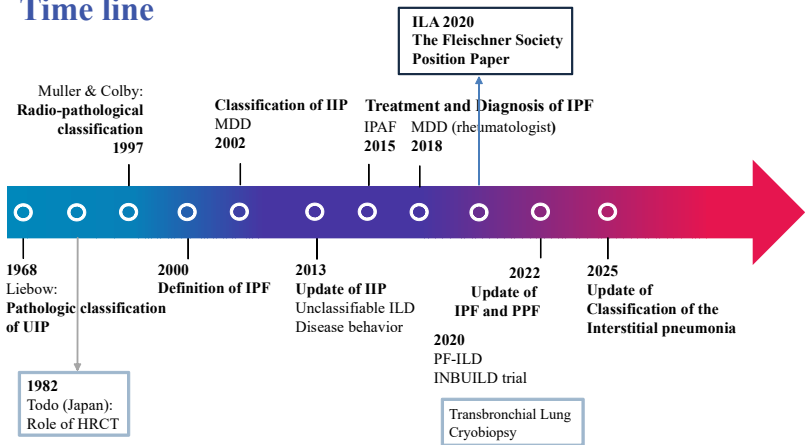 Time line
ILA 2020
The Fleischner Society
Position Paper
Muller & Colby:
Radio-pathological
classification
1997
Classification of IIP
MDD
2002
Treatment and Diagnosis of IPF
IPAF MDD (rheumatologist)
2015 2018
1968
Liebow:
Pathologic classification
of UIP
2000
Definition of IPF
2013
Update of IIP
Unclassifiable ILD
Disease behavior
2022
Update of
IPF and PPF
2025
Update of
Classification of the
Interstitial pneumonia
2020
PF-ILD
INBUILD trial
1982
Todo (Japan):
Role of HRCT
Transbronchial Lung
Cryobiopsy